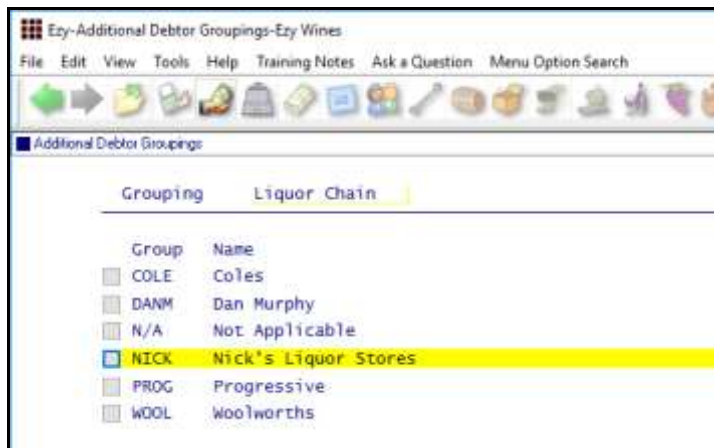 Ezy-Additional Debtor Groupings-Ezy Wines
File Edit View Tools Help Training Notes Ask a Question Menu Option Search
Additional Debtor Groupings
Grouping Liquor Chain
Group Name
COLE Coles
DANM Dan Murphy
N/A Not Applicable
NICK Nick's Liquor Stores
PROG Progressive
WOOL Woolworths